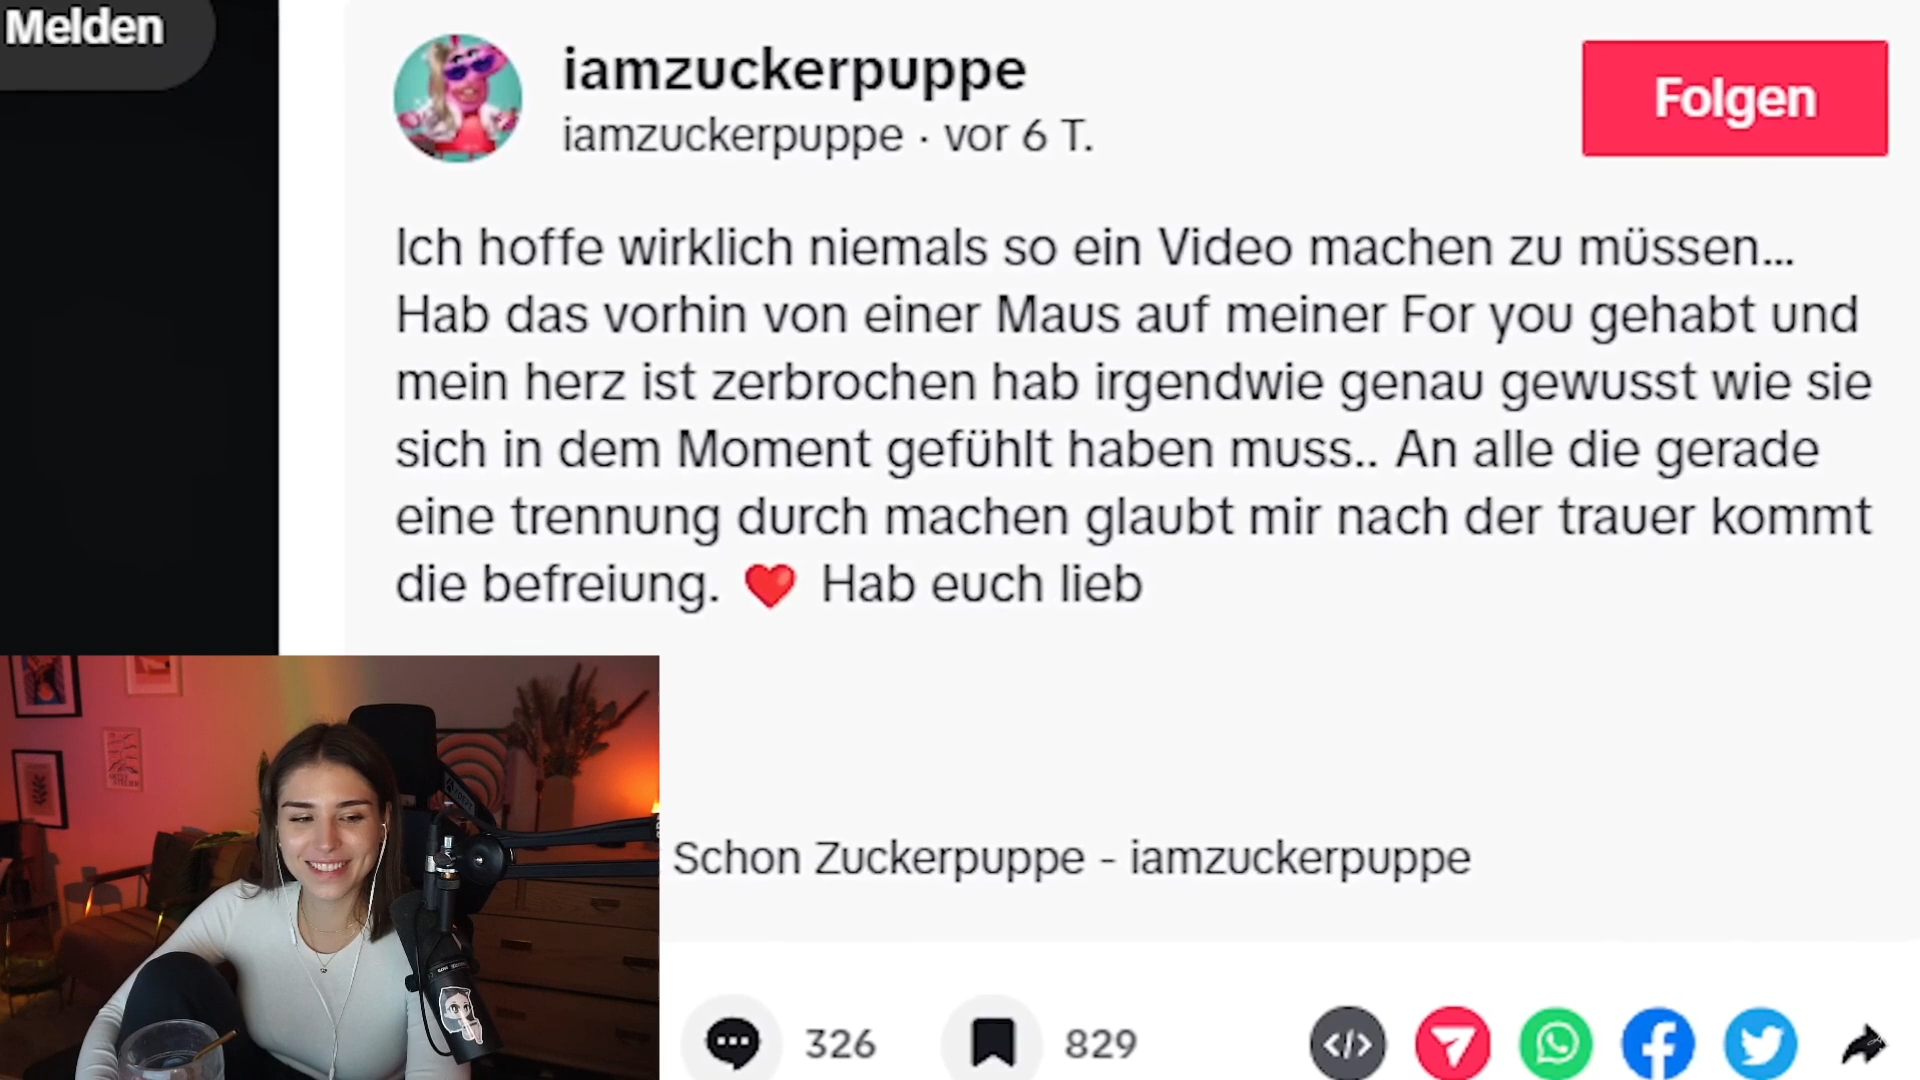 Melden
iamzuckerpuppe
iamzuckerpuppe · vor 6 T.
Folgen
Ich hoffe wirklich niemals so ein Video machen zu müssen...
Hab das vorhin von einer Maus auf meiner For you gehabt und
mein herz ist zerbrochen hab irgendwie genau gewusst wie sie
sich in dem Moment gefühlt haben muss.. An alle die gerade
eine trennung durch machen glaubt mir nach der trauer kommt
die befreiung. ❤️ Hab euch lieb
Schon Zuckerpuppe - iamzuckerpuppe
326
829